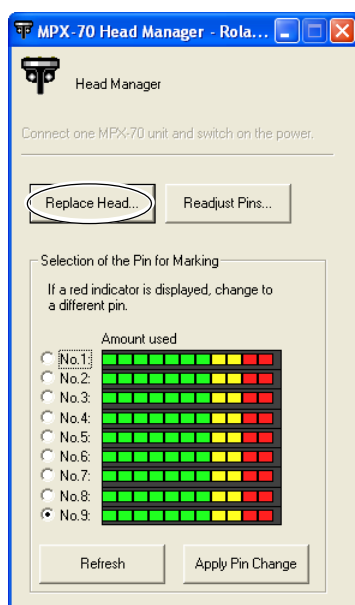 MPX-70 Head Manager - Rola...
Head Manager
Connect one MPX-70 unit and switch on the power.
Replace Head... Readjust Pins...
Selection of the Pin for Marking
If a red indicator is displayed, change to
a different pin.
Amount used
No.1:
No.2:
No.3:
No.4:
No.5:
No.6:
No.7:
No.8:
No.9:
Refresh Apply Pin Change